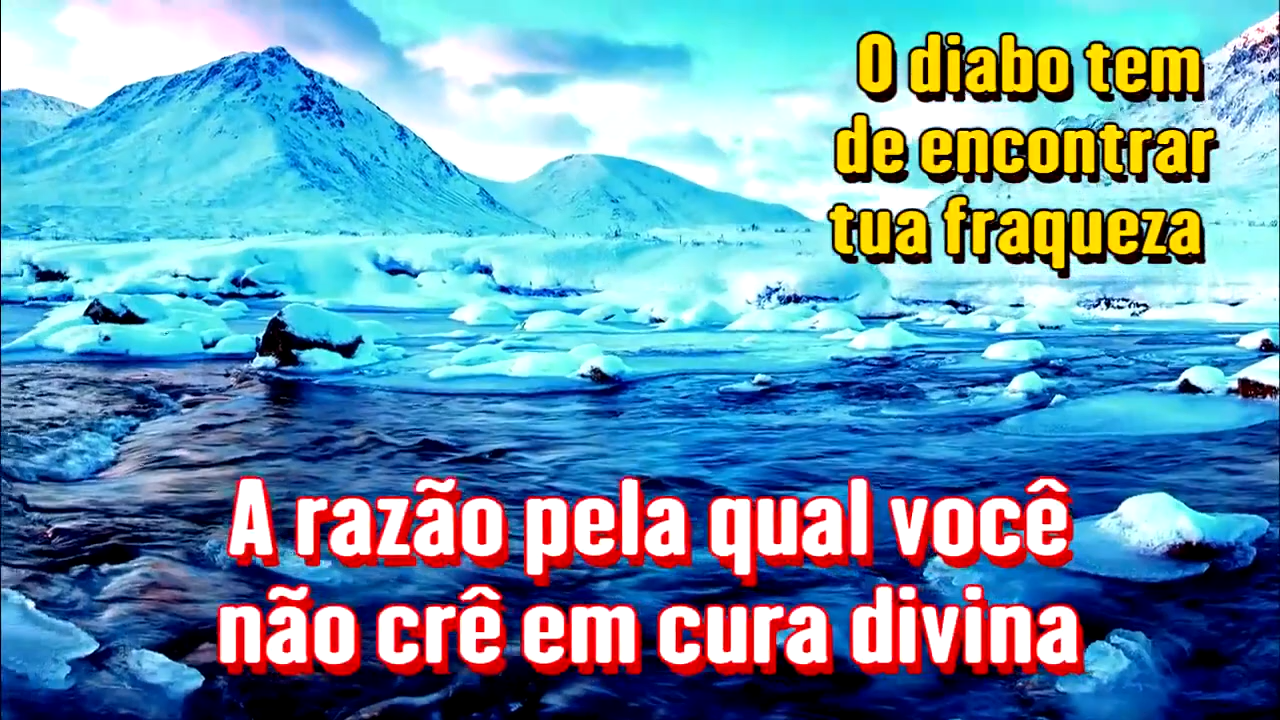 O diabo tem
de encontrar
tua fraqueza
A razão pela qual você
não crê em cura divina